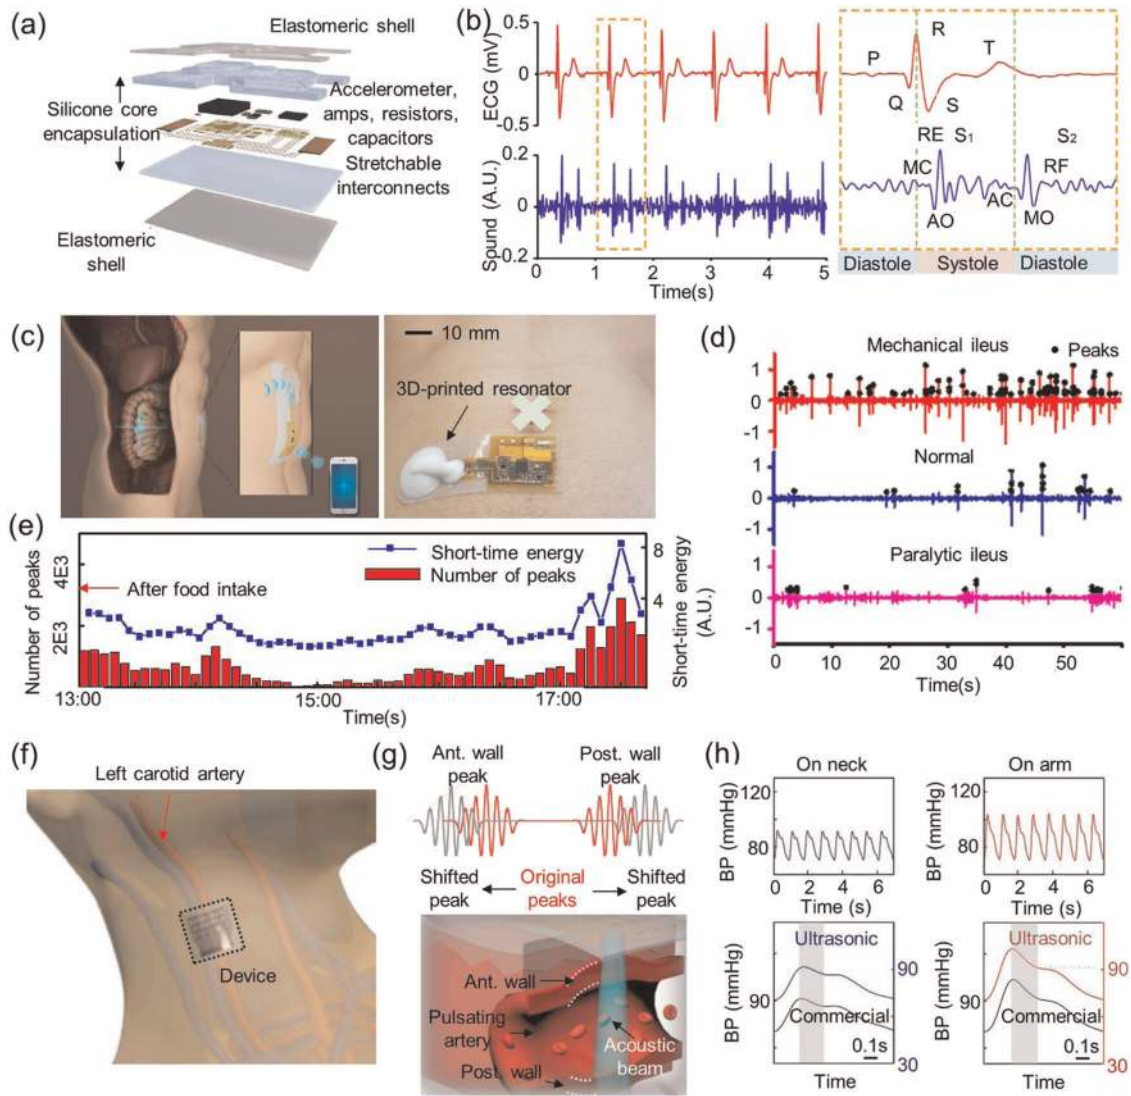 (a)
Elastomeric shell
Silicone core
encapsulation
Accelerometer,
amps, resistors,
capacitors
Stretchable
interconnects
Elastomeric
shell
(b)
ECG (mV)
0.5
0
-0.5
Spund (A.U.)
0.2
0
-0.2
0 1 2 3 4 5
Time(s)
P
R
T
Q
S
RE S1 S2
MC RF
AC
AO MO
Diastole Systole Diastole
(c)
10 mm
3D-printed resonator
(d)
Mechanical ileus
Peaks
1
0
-1
Normal
1
0
-1
Paralytic ileus
1
0
-1
0 10 20 30 40 50
Time(s)
(e)
Number of peaks
4E3
2E3
Short-time energy
Number of peaks
After food intake
8
4
Short-time energy
(A.U.)
13:00 15:00 17:00
Time(s)
(f)
Left carotid artery
Device
(g)
Ant. wall
peak
Post. wall
peak
Shifted
peak
Original
peaks
Shifted
peak
Ant. wall
Pulsating
artery
Acoustic
beam
Post. wall
(h)
On neck
BP (mmHg)
120
80
0 2 4 6
Time (s)
On arm
BP (mmHg)
120
80
0 2 4 6
Time (s)
BP (mmHg)
90
Ultrasonic
90
Commercial
0.1s
30
Time
BP (mmHg)
90
Ultrasonic
90
Commercial
0.1s
30
Time